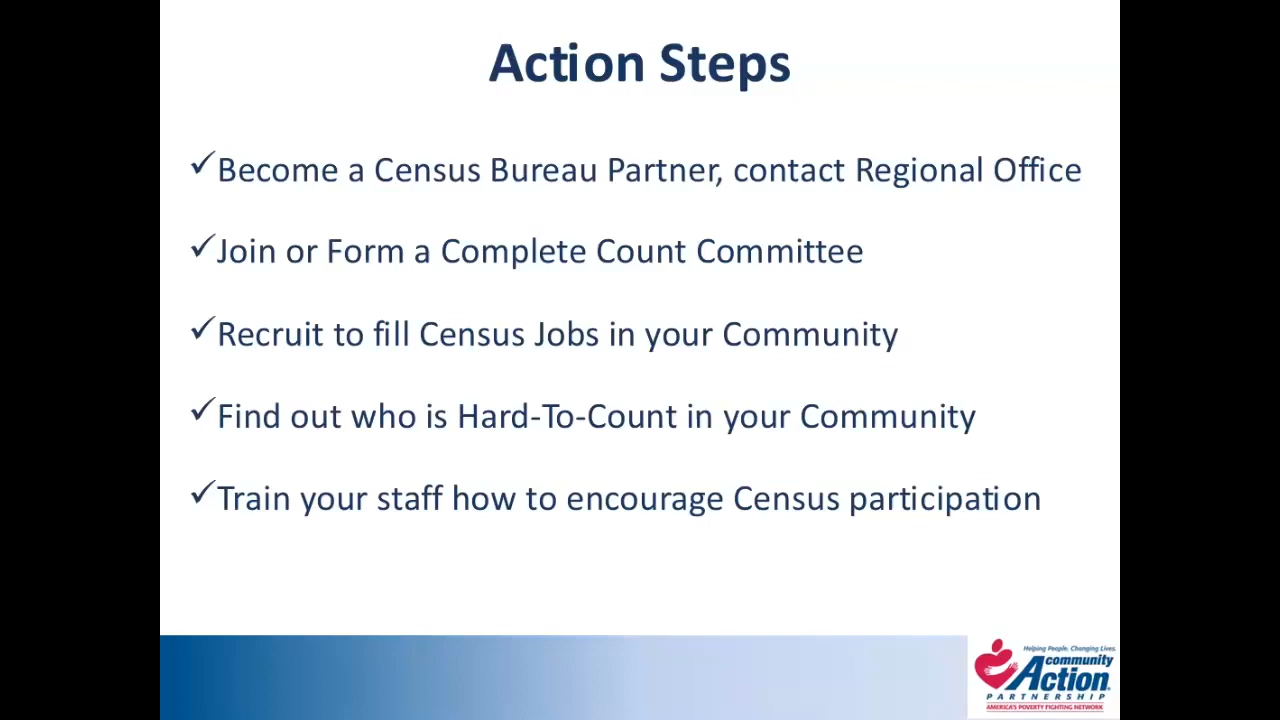 Action Steps
✓Become a Census Bureau Partner, contact Regional Office
✓Join or Form a Complete Count Committee
✓Recruit to fill Census Jobs in your Community
✓Find out who is Hard-To-Count in your Community
✓Train your staff how to encourage Census participation
Helping People. Changing Lives.
community
Action®
PARTNERSHIP
AMERICA'S POVERTY FIGHTING NETWORK